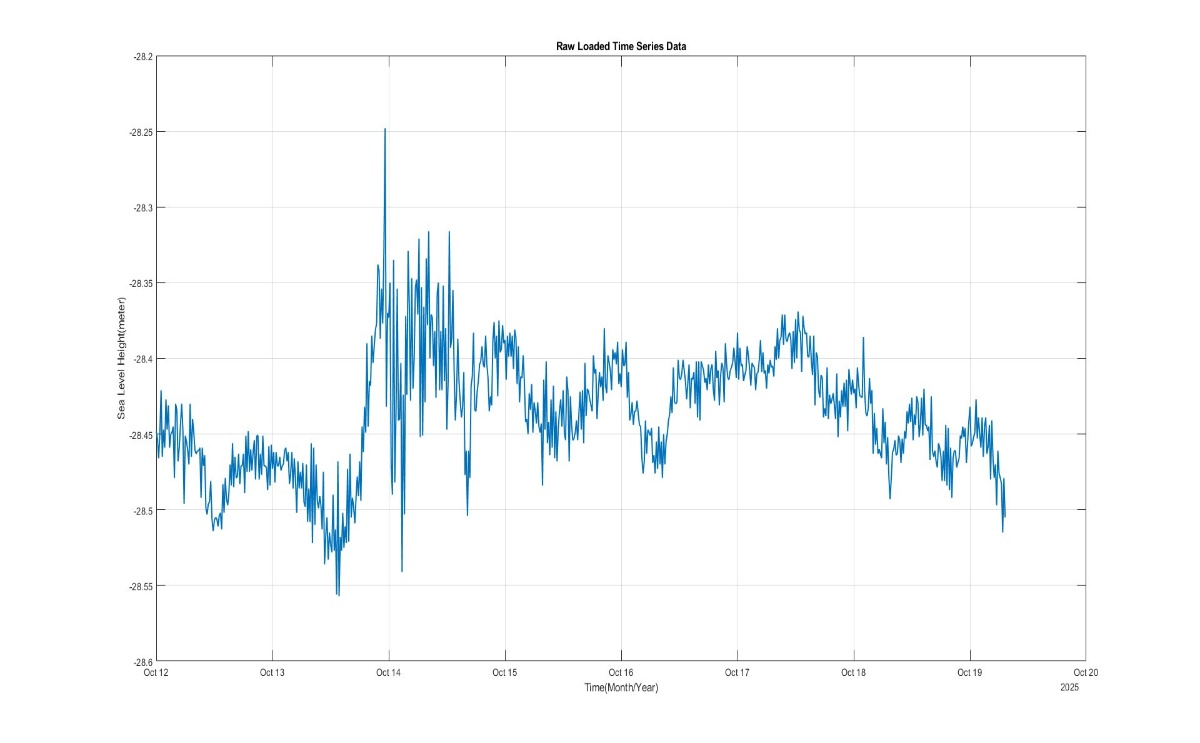 Raw Loaded Time Series Data
-28.2
-28.25
-28.3
-28.35
-28.4
-28.45
-28.5
-28.55
-28.6
Sea Level Height(meter)
Oct 12 Oct 13 Oct 14 Oct 15 Oct 16 Oct 17 Oct 18 Oct 19 Oct 20
Time(Month/Year)
2025